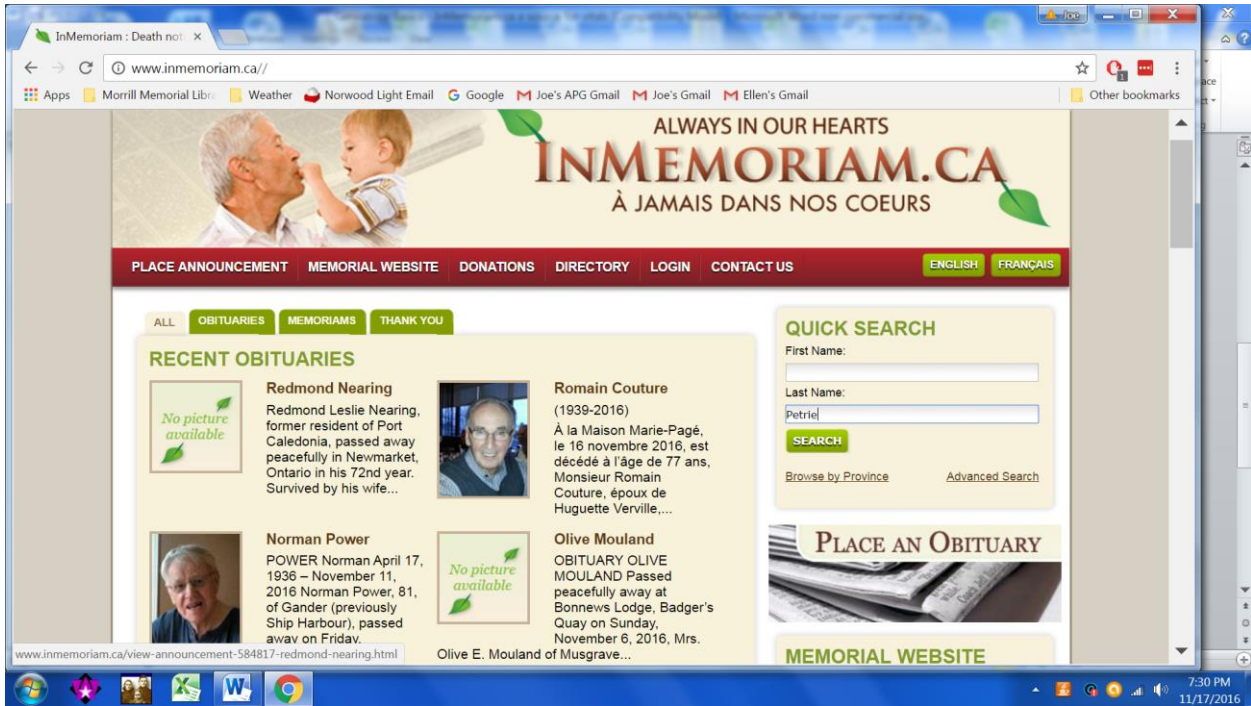 Joe
InMemoriam : Death not
www.inmemoriam.ca//
Apps
Morrill Memorial Libr
Weather
Norwood Light Email
Google
Joe's APG Gmail
Joe's Gmail
Ellen's Gmail
Other bookmarks
ALWAYS IN OUR HEARTS
INMEMORIAM.CA
À JAMAIS DANS NOS COEURS
PLACE ANNOUNCEMENT
MEMORIAL WEBSITE
DONATIONS
DIRECTORY
LOGIN
CONTACT US
ENGLISH
FRANÇAIS
ALL
OBITUARIES
MEMORIAMS
THANK YOU
RECENT OBITUARIES
No picture
available
Redmond Nearing
Redmond Leslie Nearing,
former resident of Port
Caledonia, passed away
peacefully in Newmarket,
Ontario in his 72nd year.
Survived by his wife...
Romain Couture
(1939-2016)
À la Maison Marie-Pagé,
le 16 novembre 2016, est
décédé à l'âge de 77 ans,
Monsieur Romain
Couture, époux de
Huguette Verville,...
Norman Power
POWER Norman April 17,
1936 – November 11,
2016 Norman Power, 81,
of Gander (previously
Ship Harbour), passed
away on Friday,
No picture
available
Olive Mouland
OBITUARY OLIVE
MOULAND Passed
peacefully away at
Bonnews Lodge, Badger's
Quay on Sunday,
November 6, 2016, Mrs.
Olive E. Mouland of Musgrave...
QUICK SEARCH
First Name:
Last Name:
Petrie
SEARCH
Browse by Province
Advanced Search
PLACE AN OBITUARY
MEMORIAL WEBSITE
www.inmemoriam.ca/view-announcement-584817-redmond-nearing.html
7:30 PM
11/17/2016